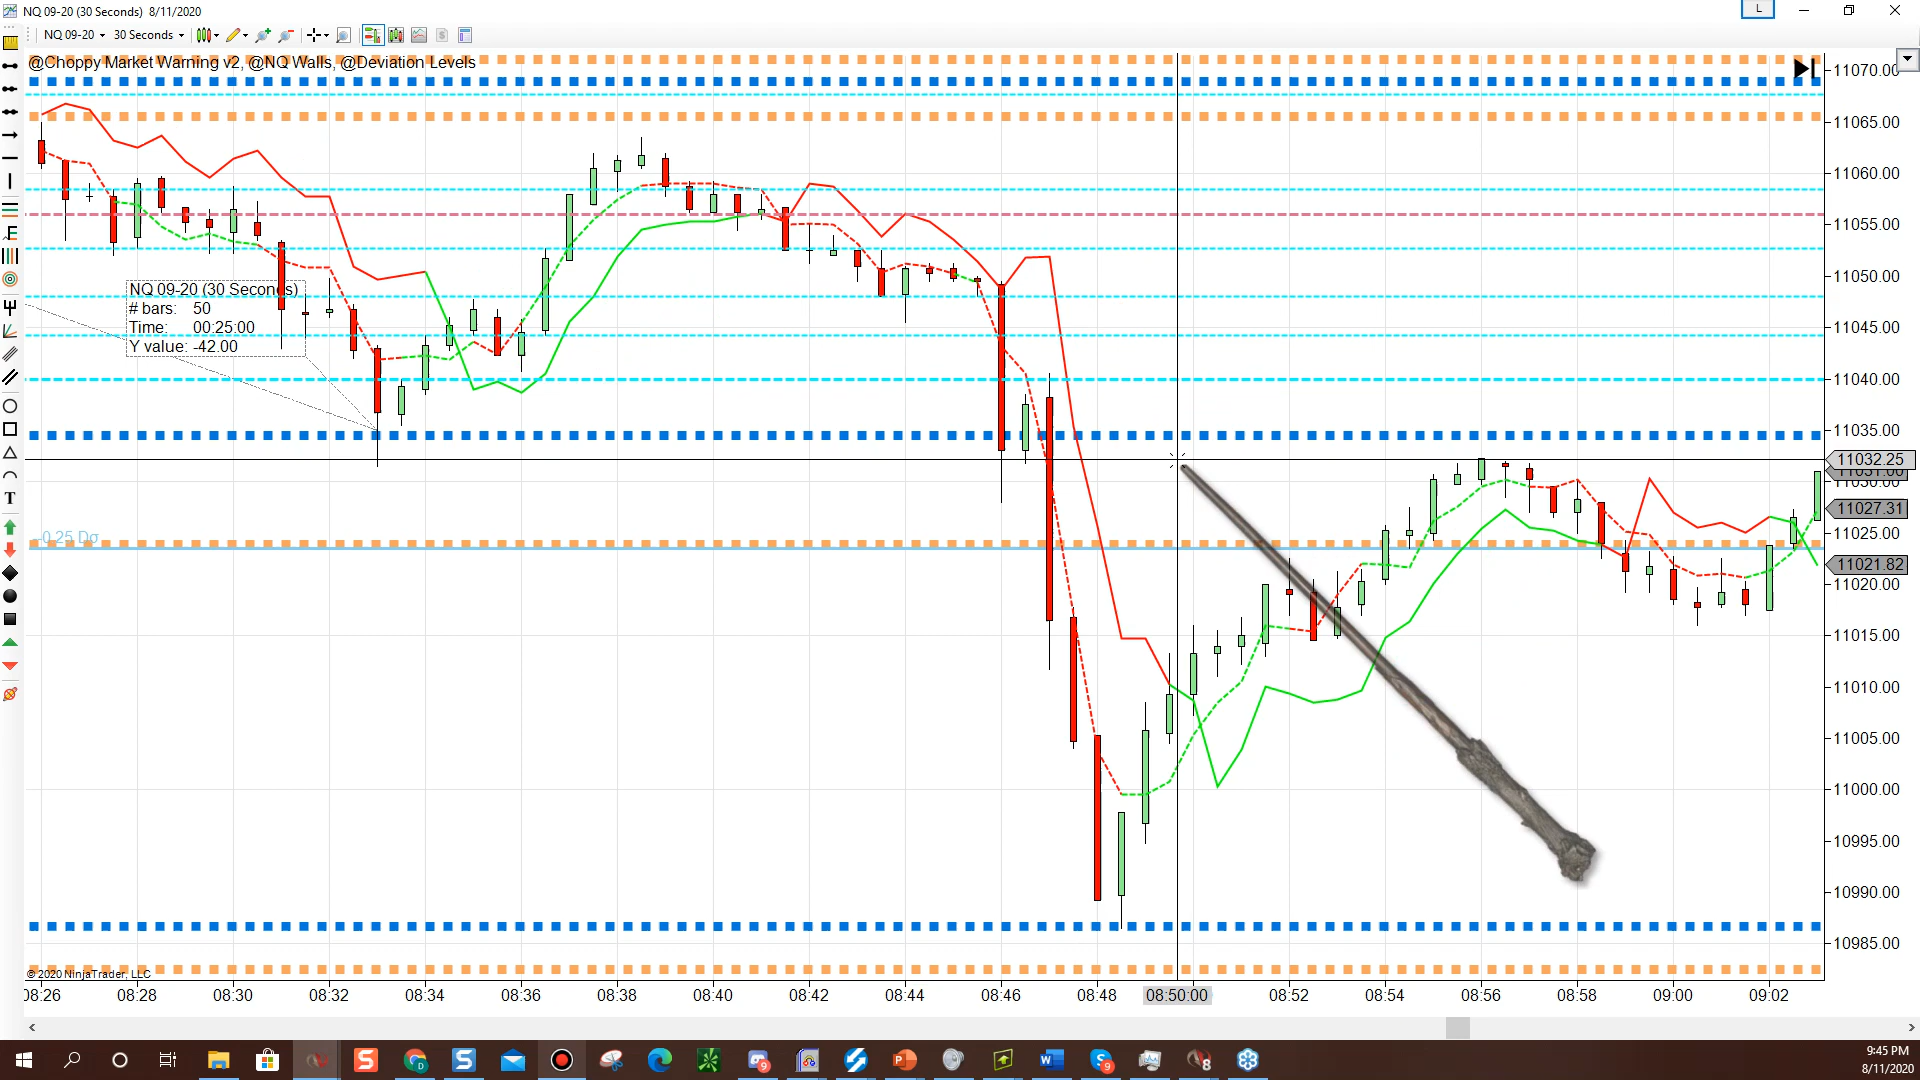 NQ 09-20 (30 Seconds)  8/11/2020
L
NQ 09-20
30 Seconds
@Choppy Market Warning v2, @NQ Walls, @Deviation Levels
11070.00
11065.00
11060.00
11055.00
11050.00
11045.00
11040.00
11035.00
11032.25
11031.00
11030.00
11027.31
11025.00
11021.82
11020.00
11015.00
11010.00
11005.00
11000.00
10995.00
10990.00
10985.00
NQ 09-20 (30 Seconds)
# bars: 50
Time: 00:25:00
Y value: -42.00
-0.25 Dσ
T
© 2020 NinjaTrader, LLC
08:26 08:28 08:30 08:32 08:34 08:36 08:38 08:40 08:42 08:44 08:46 08:48 08:50:00 08:52 08:54 08:56 08:58 09:00 09:02
9:45 PM
8/11/2020